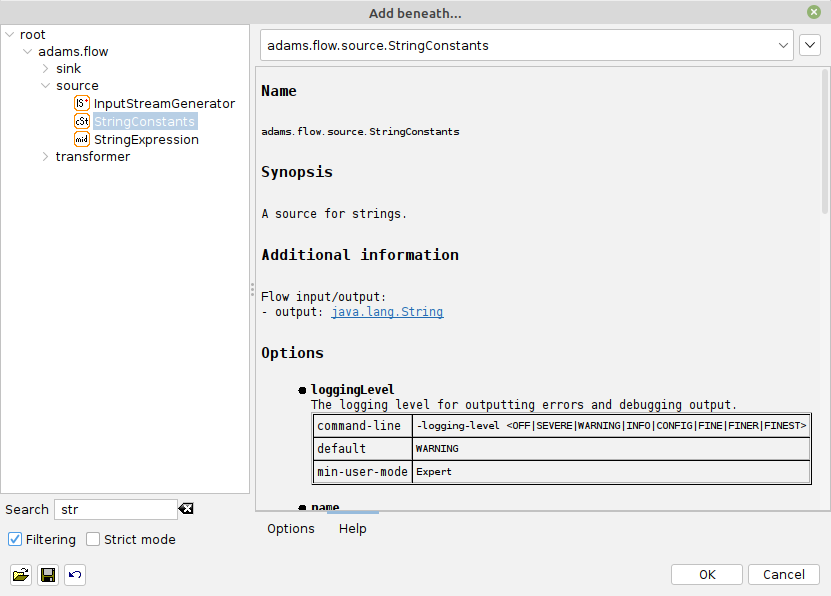 Add beneath...
root
adams.flow
sink
source
IS* InputStreamGenerator
cSt StringConstants
mid StringExpression
transformer
Search str
Filtering Strict mode
adams.flow.source.StringConstants
Name
adams.flow.source.StringConstants
Synopsis
A source for strings.
Additional information
Flow input/output:
- output: java.lang.String
Options
loggingLevel
The logging level for outputting errors and debugging output.
command-line -logging-level <OFF|SEVERE|WARNING|INFO|CONFIG|FINE|FINER|FINEST>
default WARNING
min-user-mode Expert
name
Options Help
OK Cancel